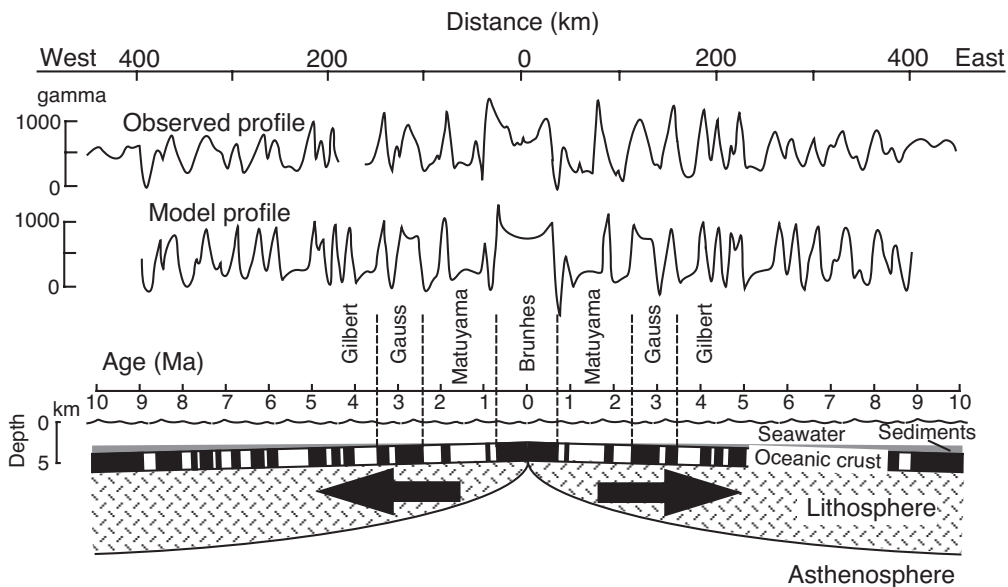 Distance (km)
West 400 200 0 200 400 East
gamma
1000
0
Observed profile
Model profile
1000
0
Gilbert
Gauss
Matuyama
Brunhes
Matuyama
Gauss
Gilbert
Age (Ma)
10 9 8 7 6 5 4 3 2 1 0 1 2 3 4 5 6 7 8 9 10
km
0
5
Depth
Seawater
Sediments
Oceanic crust
Lithosphere
Asthenosphere